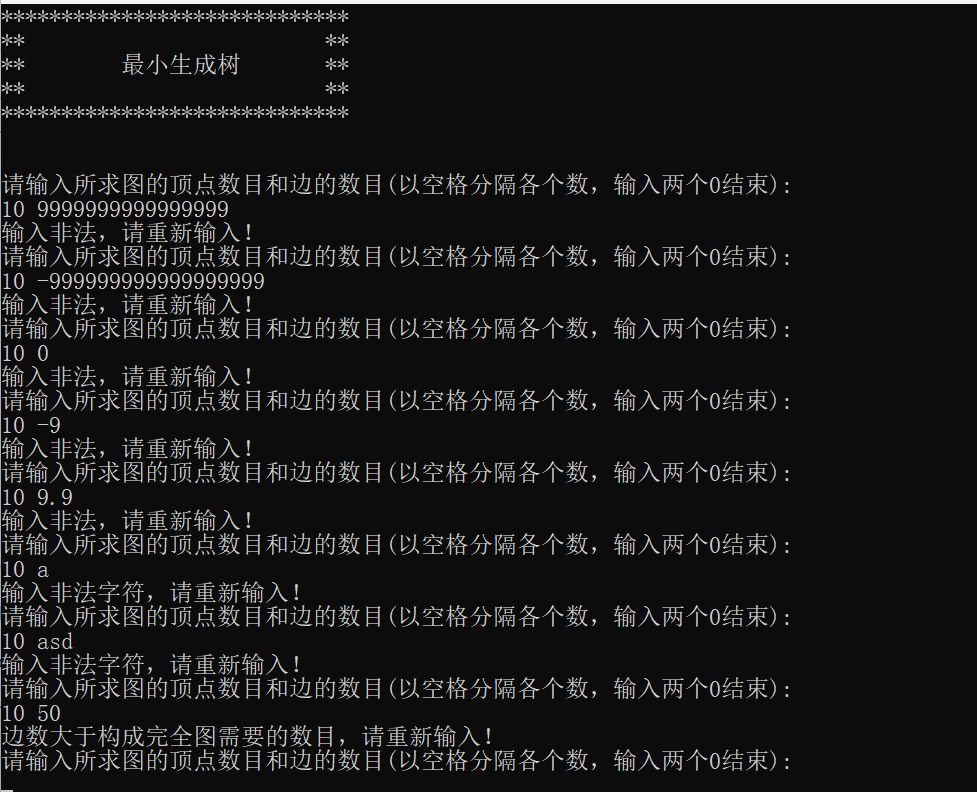 *****************************
**                         **
**        最小生成树       **
**                         **
*****************************
请输入所求图的顶点数目和边的数目(以空格分隔各个数，输入两个0结束):
10 9999999999999999
输入非法，请重新输入!
请输入所求图的顶点数目和边的数目(以空格分隔各个数，输入两个0结束):
10 -999999999999999999
输入非法，请重新输入!
请输入所求图的顶点数目和边的数目(以空格分隔各个数，输入两个0结束):
10 0
输入非法，请重新输入!
请输入所求图的顶点数目和边的数目(以空格分隔各个数，输入两个0结束):
10 -9
输入非法，请重新输入!
请输入所求图的顶点数目和边的数目(以空格分隔各个数，输入两个0结束):
10 9.9
输入非法，请重新输入!
请输入所求图的顶点数目和边的数目(以空格分隔各个数，输入两个0结束):
10 a
输入非法字符，请重新输入!
请输入所求图的顶点数目和边的数目(以空格分隔各个数，输入两个0结束):
10 asd
输入非法字符，请重新输入!
请输入所求图的顶点数目和边的数目(以空格分隔各个数，输入两个0结束):
10 50
边数大于构成完全图需要的数目，请重新输入!
请输入所求图的顶点数目和边的数目(以空格分隔各个数，输入两个0结束):